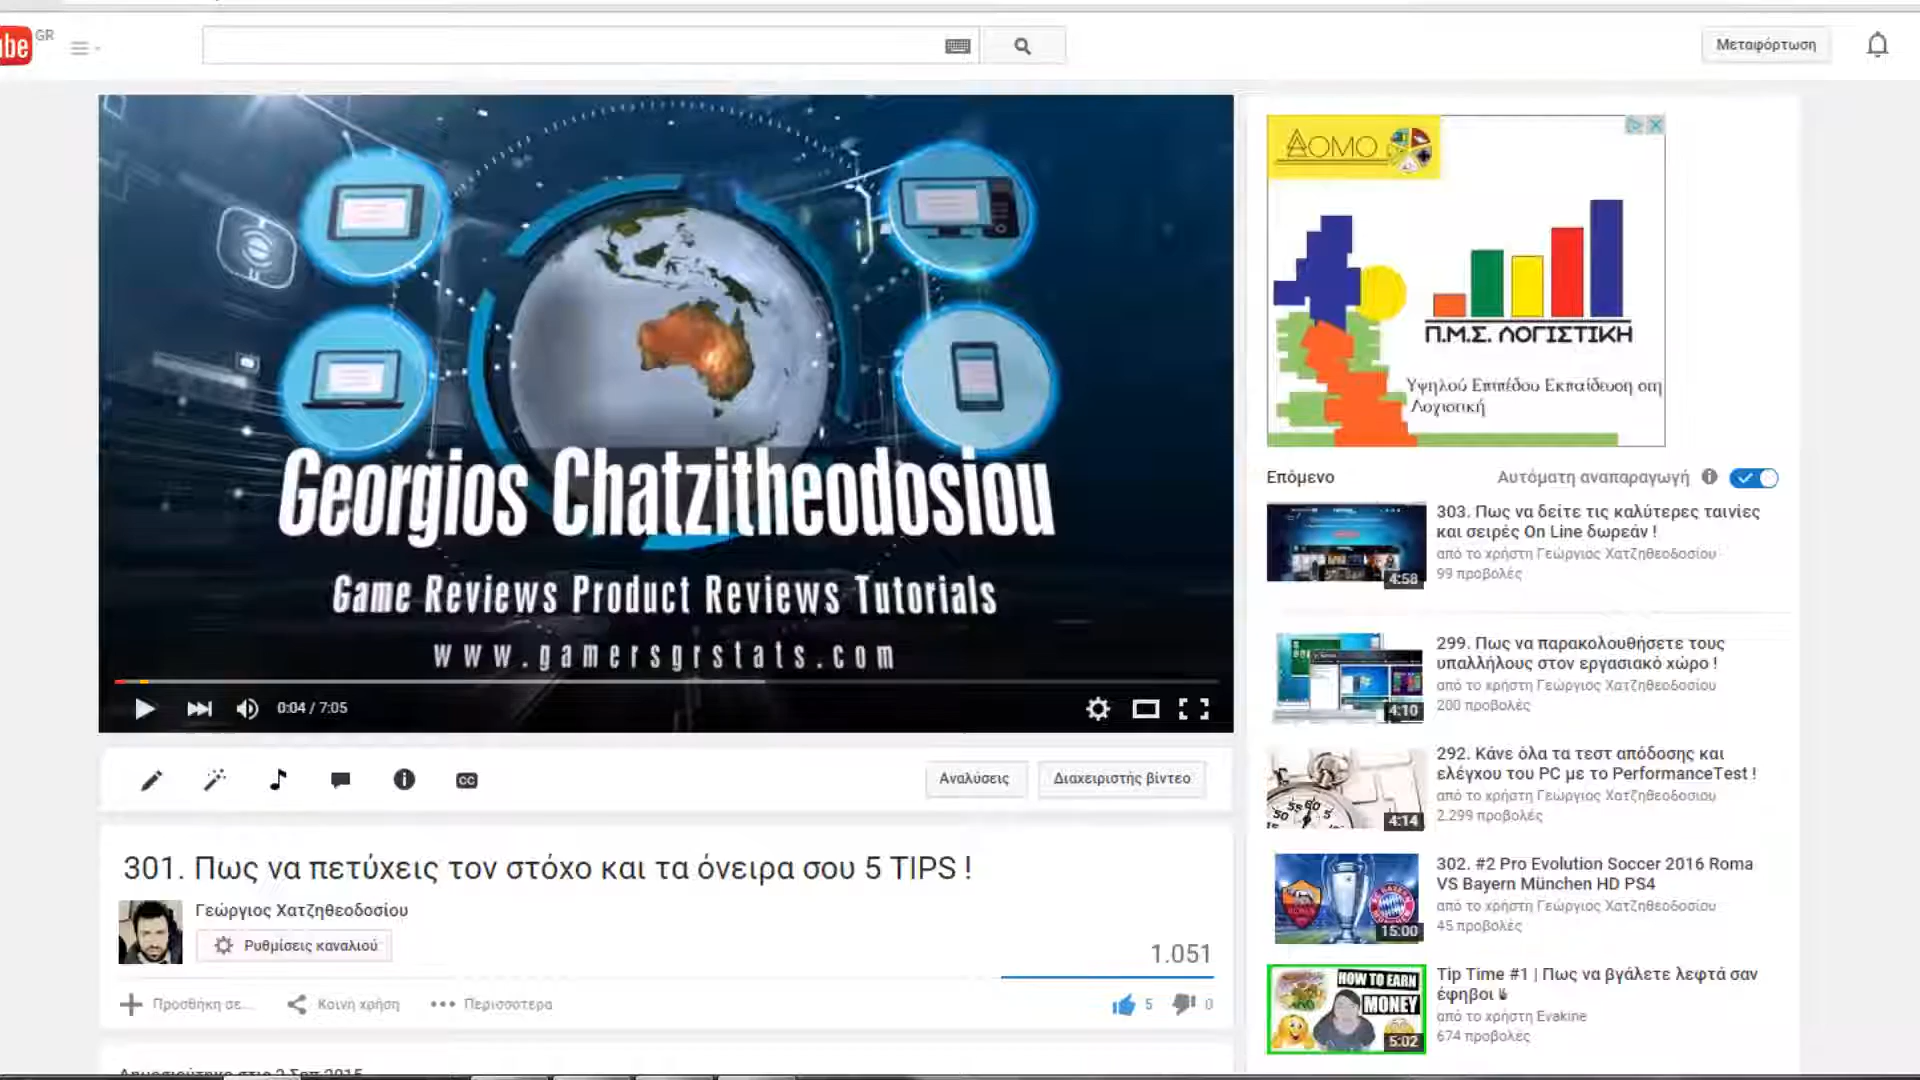 GR
Μεταφόρτωση
Georgios Chatzitheodosiou
Game Reviews Product Reviews Tutorials
www.gamersgrstats.com
0:04 / 7:05
Αναλύσεις
Διαχειριστής βίντεο
301. Πως να πετύχεις τον στόχο και τα όνειρα σου 5 TIPS !
Γεώργιος Χατζηθεοδοσίου
Ρυθμίσεις καναλιού
1.051
Προσθήκη σε...
Κοινή χρήση
Περισσότερα
5
0
Δημοσιεύτηκε στις 2 Σεπ 2015
ΔΟΜΟ
Π.Μ.Σ. ΛΟΓΙΣΤΙΚΗ
Υψηλού Επιπέδου Εκπαίδευση στη
Λογιστική
Επόμενο
Αυτόματη αναπαραγωγή
303. Πως να δείτε τις καλύτερες ταινίες
και σειρές On Line δωρεάν !
από το χρήστη Γεώργιος Χατζηθεοδοσίου
99 προβολές
4:58
299. Πως να παρακολουθήσετε τους
υπαλλήλους στον εργασιακό χώρο !
από το χρήστη Γεώργιος Χατζηθεοδοσίου
200 προβολές
4:10
292. Κάνε όλα τα τεστ απόδοσης και
ελέγχου του PC με το PerformanceTest !
από το χρήστη Γεώργιος Χατζηθεοδοσίου
2.299 προβολές
4:14
302. #2 Pro Evolution Soccer 2016 Roma
VS Bayern München HD PS4
από το χρήστη Γεώργιος Χατζηθεοδοσίου
45 προβολές
15:00
Tip Time #1 | Πως να βγάλετε λεφτά σαν
έφηβοι
από το χρήστη Evakine
674 προβολές
HOW TO EARN
MONEY
5:02